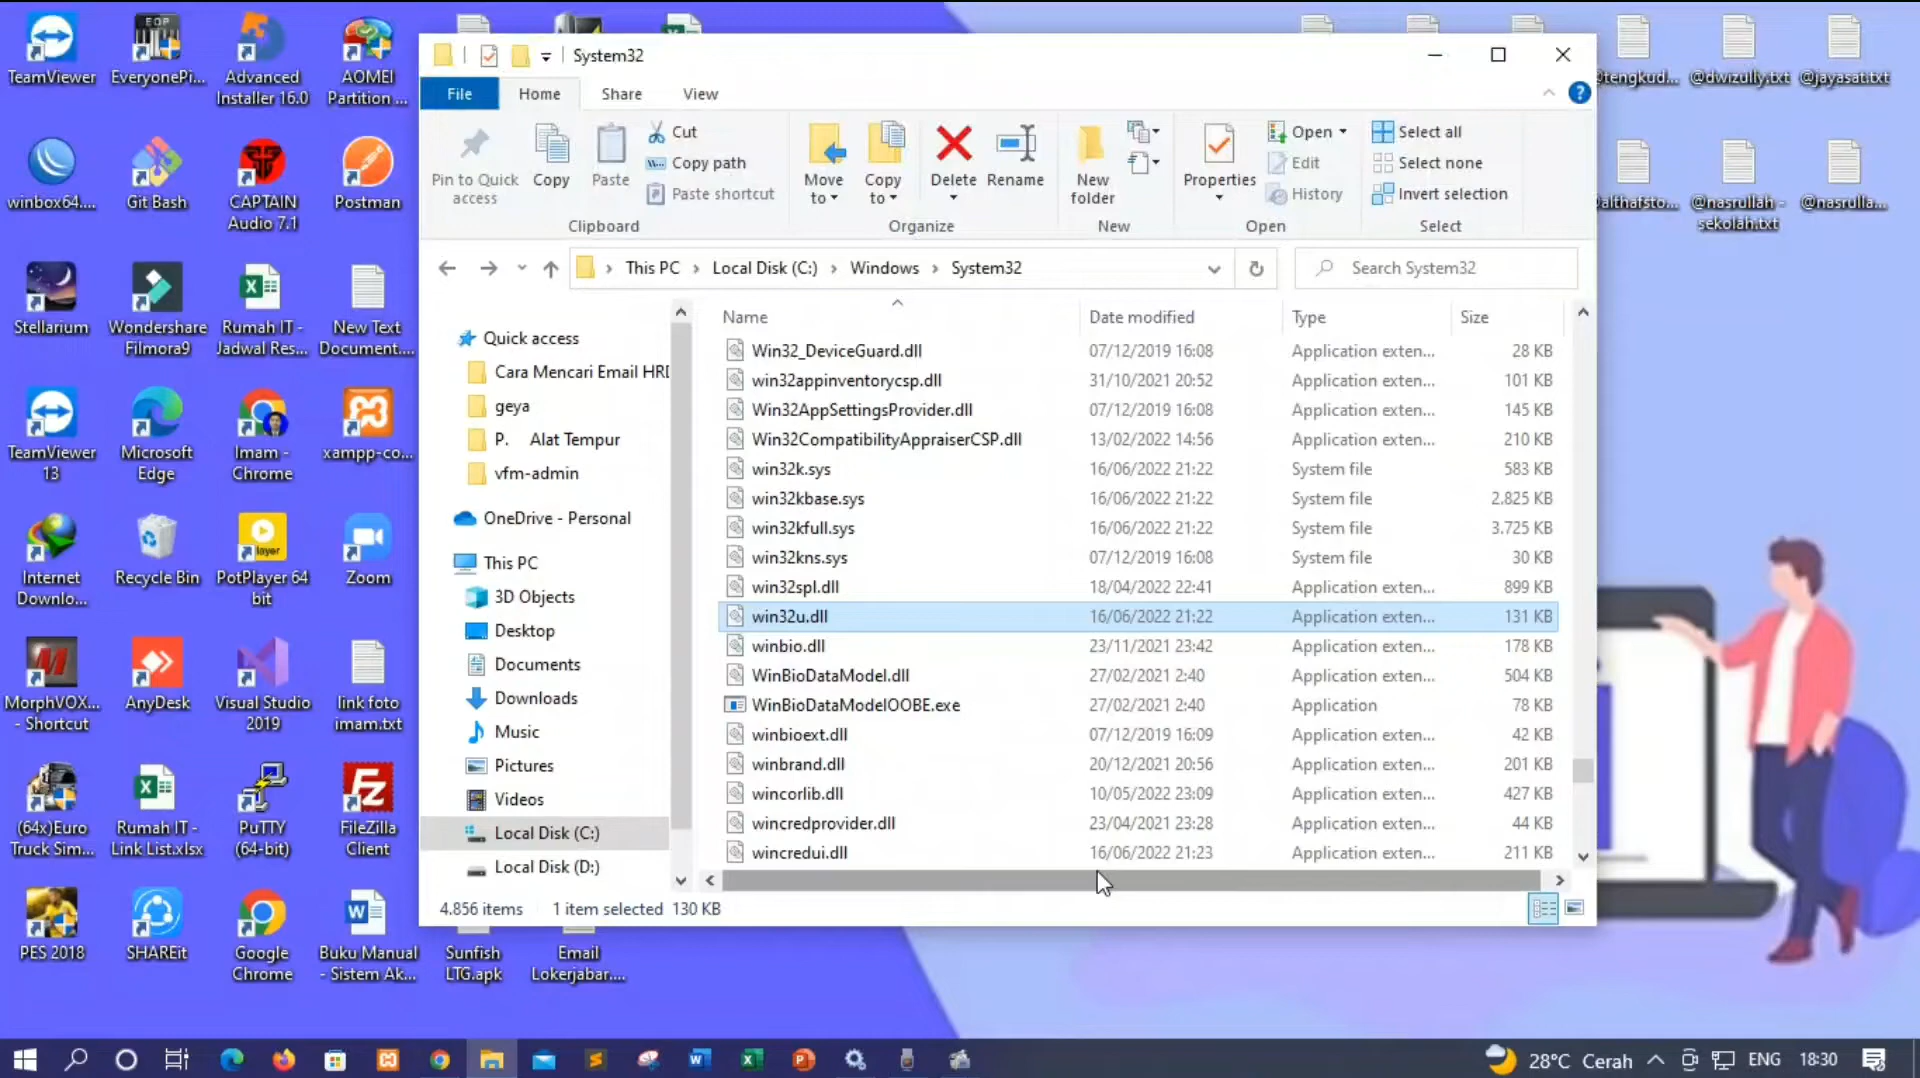 TeamViewer
EveryonePi...
Advanced
Installer 16.0
AOMEI
Partition ...
winbox64....
Git Bash
CAPTAIN
Audio 7.1
Postman
Stellarium
Wondershare
Filmora9
Rumah IT -
Jadwal Res...
New Text
Document....
TeamViewer
13
Microsoft
Edge
Imam -
Chrome
xampp-co...
Internet
Downlo...
Recycle Bin
PotPlayer 64
bit
Zoom
MorphVOX...
- Shortcut
AnyDesk
Visual Studio
2019
link foto
imam.txt
(64x)Euro
Truck Sim...
Rumah IT -
Link List.xlsx
PuTTY
(64-bit)
FileZilla
Client
PES 2018
SHAREit
Google
Chrome
Buku Manual
- Sistem Ak...
Sunfish
LTG.apk
Email
Lokerjabar....
System32
File
Home
Share
View
Pin to Quick
access
Copy
Paste
Cut
Copy path
Paste shortcut
Clipboard
Move
to
Copy
to
Delete
Rename
Organize
New
folder
New
Properties
Open
Edit
History
Open
Select all
Select none
Invert selection
Select
This PC > Local Disk (C:) > Windows > System32
Search System32
Quick access
Cara Mencari Email HRD
geya
P. Alat Tempur
vfm-admin
OneDrive - Personal
This PC
3D Objects
Desktop
Documents
Downloads
Music
Pictures
Videos
Local Disk (C:)
Local Disk (D:)
Name Date modified Type Size
Win32_DeviceGuard.dll 07/12/2019 16:08 Application exten... 28 KB
win32appinventorycsp.dll 31/10/2021 20:52 Application exten... 101 KB
Win32AppSettingsProvider.dll 07/12/2019 16:08 Application exten... 145 KB
Win32CompatibilityAppraiserCSP.dll 13/02/2022 14:56 Application exten... 210 KB
win32k.sys 16/06/2022 21:22 System file 583 KB
win32kbase.sys 16/06/2022 21:22 System file 2.825 KB
win32kfull.sys 16/06/2022 21:22 System file 3.725 KB
win32kns.sys 07/12/2019 16:08 System file 30 KB
win32spl.dll 18/04/2022 22:41 Application exten... 899 KB
win32u.dll 16/06/2022 21:22 Application exten... 131 KB
winbio.dll 23/11/2021 23:42 Application exten... 178 KB
WinBioDataModel.dll 27/02/2021 2:40 Application exten... 504 KB
WinBioDataModelOOBE.exe 27/02/2021 2:40 Application 78 KB
winbioext.dll 07/12/2019 16:09 Application exten... 42 KB
winbrand.dll 20/12/2021 20:56 Application exten... 201 KB
wincorlib.dll 10/05/2022 23:09 Application exten... 427 KB
wincredprovider.dll 23/04/2021 23:28 Application exten... 44 KB
wincredui.dll 16/06/2022 21:23 Application exten... 211 KB
4.856 items 1 item selected 130 KB
@tengkud...
@dwizully.txt
@jayasat.txt
althafsto...
@nasrullah -
sekolah.txt
@nasrulla...
28°C Cerah
ENG
18:30